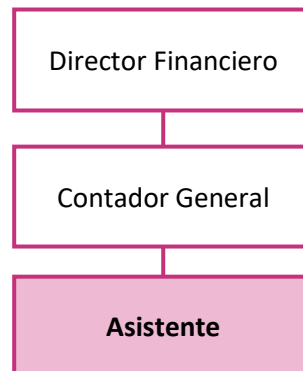 Director Financiero
Contador General
Asistente